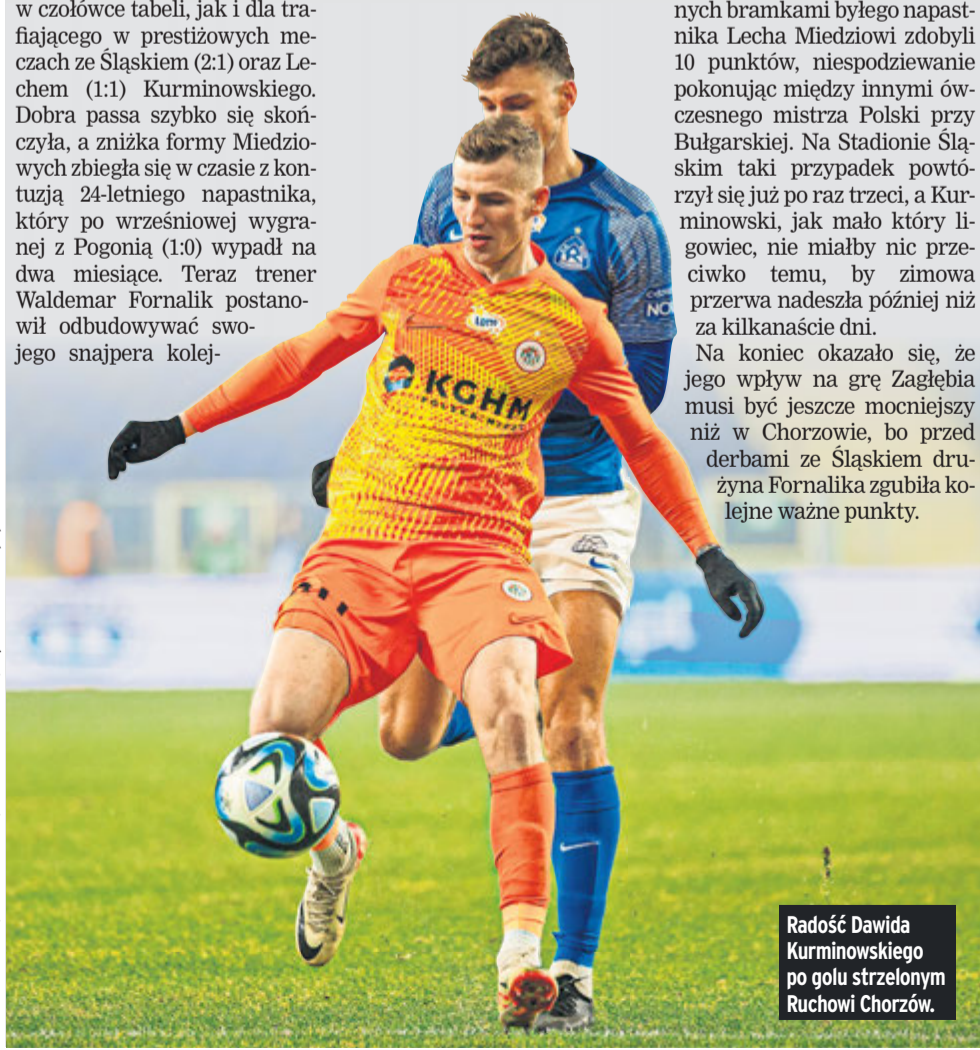 w czołówce tabeli, jak i dla tra-
fiającego w prestiżowych me-
czach ze Śląskiem (2:1) oraz Le-
chem (1:1) Kurminowskiego.
Dobra passa szybko się skoń-
czyła, a zniżka formy Miedzio-
wych zbiegła się w czasie z kon-
tuzją 24-letniego napastnika,
który po wrześniowej wygra-
nej z Pogonią (1:0) wypadł na
dwa miesiące. Teraz trener
Waldemar Fornalik postano-
wił odbudowywać swo-
jego snajpera kolej-
nych bramkami byłego napast-
nika Lecha Miedziowi zdobyli
10 punktów, niespodziewanie
pokonując między innymi ów-
czesnego mistrza Polski przy
Bułgarskiej. Na Stadionie Ślą-
skim taki przypadek powtó-
rzył się już po raz trzeci, a Kur-
minowski, jak mało który li-
gowiec, nie miałby nic prze-
ciwko temu, by zimowa
przerwa nadeszła później niż
za kilkanaście dni.
Na koniec okazało się, że
jego wpływ na grę Zagłębia
musi być jeszcze mocniejszy
niż w Chorzowie, bo przed
derbami ze Śląskiem dru-
żyna Fornalika zgubiła ko-
lejne ważne punkty.
LOTTO
KGHM
POLSKA MIEDŹ
NO
Radość Dawida
Kurminowskiego
po golu strzelonym
Ruchowi Chorzów.